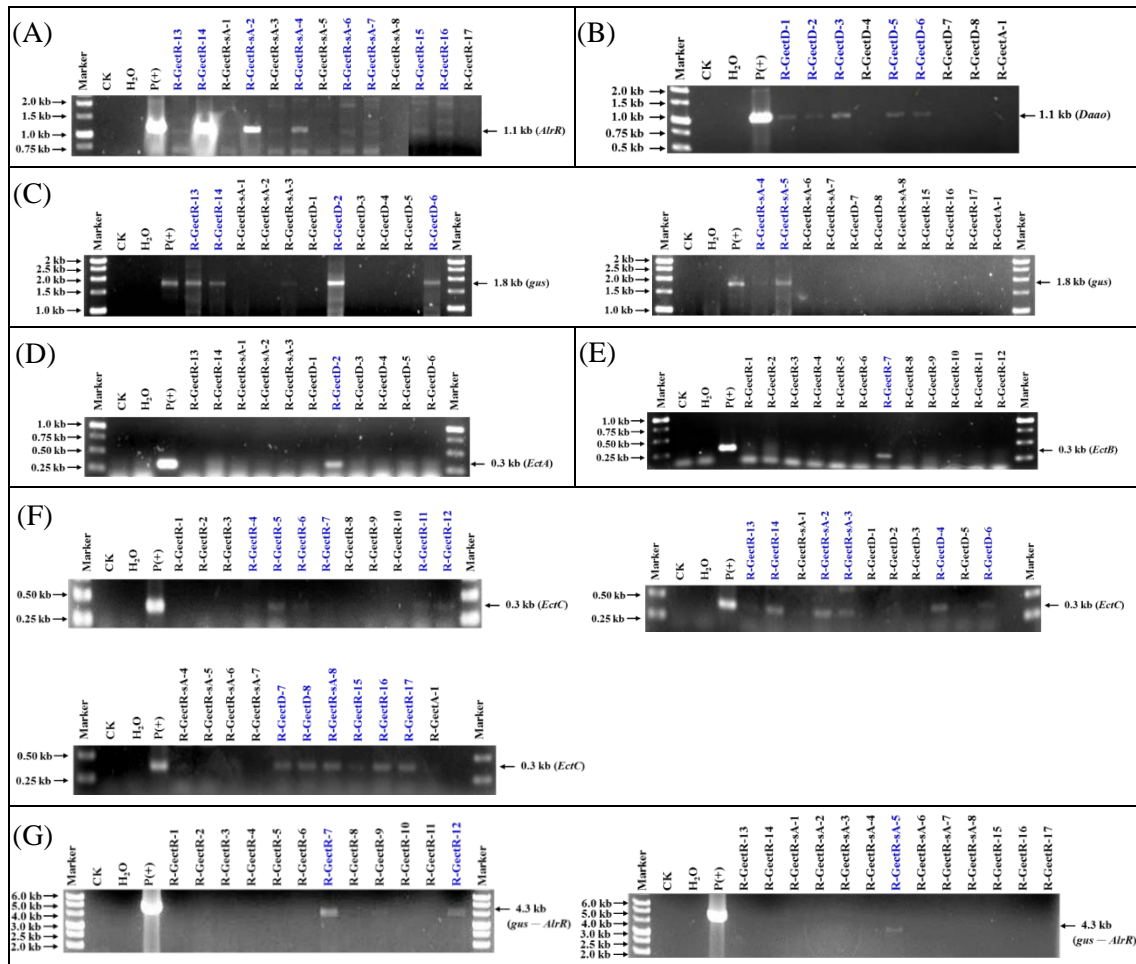 (A)
Marker CK H₂O P(+) R-GectR-13 R-GectR-14 R-GectR-sA-1 R-GectR-sA-2 R-GectR-sA-3 R-GectR-sA-4 R-GectR-sA-5 R-GectR-sA-6 R-GectR-sA-7 R-GectR-sA-8 R-GectR-15 R-GectR-16 R-GectR-17
2.0 kb
1.5 kb
1.0 kb
0.75 kb
1.1 kb (AlrR)
(B)
Marker CK H₂O P(+) R-GectD-1 R-GectD-2 R-GectD-3 R-GectD-4 R-GectD-5 R-GectD-6 R-GectD-7 R-GectD-8 R-GectA-1
2.0 kb
1.5 kb
1.0 kb
0.75 kb
0.5 kb
1.1 kb (Daao)
(C)
Marker CK H₂O P(+) R-GectR-13 R-GectR-14 R-GectR-sA-1 R-GectR-sA-2 R-GectR-sA-3 R-GectD-1 R-GectD-2 R-GectD-3 R-GectD-4 R-GectD-5 R-GectD-6 Marker
2 kb
2.5 kb
2.0 kb
1.5 kb
1.0 kb
1.8 kb (gus)
Marker CK H₂O P(+) R-GectR-sA-4 R-GectR-sA-5 R-GectR-sA-6 R-GectR-sA-7 R-GectD-7 R-GectD-8 R-GectR-sA-8 R-GectR-15 R-GectR-16 R-GectR-17 R-GectA-1 Marker
2 kb
2.5 kb
2.0 kb
1.5 kb
1.0 kb
1.8 kb (gus)
(D)
Marker CK H₂O P(+) R-GectR-13 R-GectR-14 R-GectR-sA-1 R-GectR-sA-2 R-GectR-sA-3 R-GectD-1 R-GectD-2 R-GectD-3 R-GectD-4 R-GectD-5 R-GectD-6 Marker
1.0 kb
0.75 kb
0.50 kb
0.25 kb
0.3 kb (EctA)
(E)
Marker CK H₂O P(+) R-GectR-1 R-GectR-2 R-GectR-3 R-GectR-4 R-GectR-5 R-GectR-6 R-GectR-7 R-GectR-8 R-GectR-9 R-GectR-10 R-GectR-11 R-GectR-12 Marker
1.0 kb
0.75 kb
0.50 kb
0.25 kb
0.3 kb (EctB)
(F)
Marker CK H₂O P(+) R-GectR-1 R-GectR-2 R-GectR-3 R-GectR-4 R-GectR-5 R-GectR-6 R-GectR-7 R-GectR-8 R-GectR-9 R-GectR-10 R-GectR-11 R-GectR-12 Marker
0.50 kb
0.25 kb
0.3 kb (EctC)
Marker CK H₂O P(+) R-GectR-13 R-GectR-14 R-GectR-sA-1 R-GectR-sA-2 R-GectR-sA-3 R-GectD-1 R-GectD-2 R-GectD-3 R-GectD-4 R-GectD-5 R-GectD-6 Marker
0.50 kb
0.25 kb
0.3 kb (EctC)
Marker CK H₂O P(+) R-GectR-sA-4 R-GectR-sA-5 R-GectR-sA-6 R-GectR-sA-7 R-GectD-7 R-GectD-8 R-GectR-sA-8 R-GectR-15 R-GectR-16 R-GectR-17 R-GectA-1 Marker
0.50 kb
0.25 kb
0.3 kb (EctC)
(G)
Marker CK H₂O P(+) R-GectR-1 R-GectR-2 R-GectR-3 R-GectR-4 R-GectR-5 R-GectR-6 R-GectR-7 R-GectR-8 R-GectR-9 R-GectR-10 R-GectR-11 R-GectR-12 Marker
6.0 kb
5.0 kb
4.0 kb
3.0 kb
2.5 kb
2.0 kb
4.3 kb
(gus – AlrR)
Marker CK H₂O P(+) R-GectR-13 R-GectR-14 R-GectR-sA-1 R-GectR-sA-2 R-GectR-sA-3 R-GectR-sA-4 R-GectR-sA-5 R-GectR-sA-6 R-GectR-sA-7 R-GectR-sA-8 R-GectR-15 R-GectR-16 R-GectR-17
6.0 kb
5.0 kb
4.0 kb
3.0 kb
2.5 kb
2.0 kb
4.3 kb
(gus – AlrR)